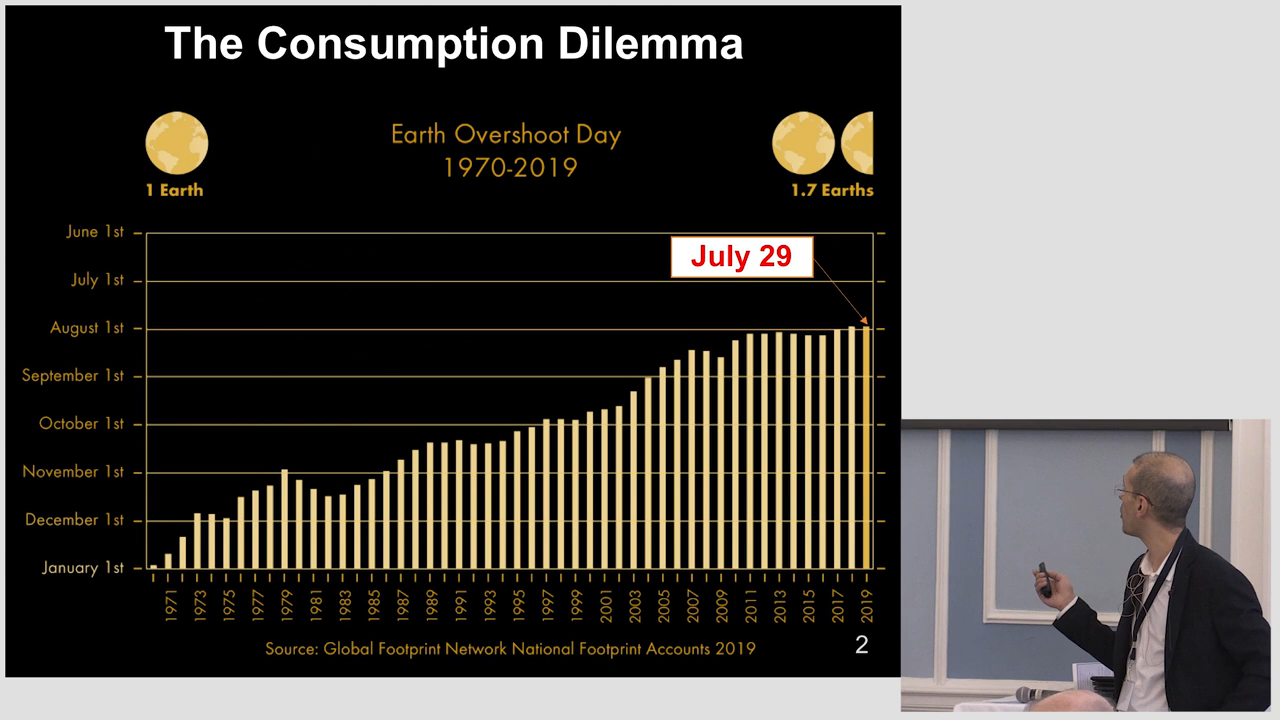 The Consumption Dilemma
Earth Overshoot Day
1970-2019
1 Earth
1.7 Earths
June 1st
July 1st
August 1st
September 1st
October 1st
November 1st
December 1st
January 1st
July 29
1971
1973
1975
1977
1979
1981
1983
1985
1987
1989
1991
1993
1995
1997
1999
2001
2003
2005
2007
2009
2011
2013
2015
2017
2019
Source: Global Footprint Network National Footprint Accounts 2019
2